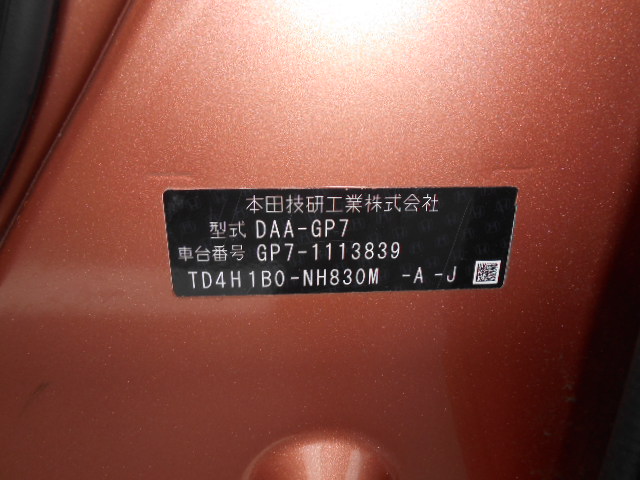 本田技研工業株式会社
型式 DAA-GP7
車台番号 GP7-1113839
TD4H1B0-NH830M -A-J